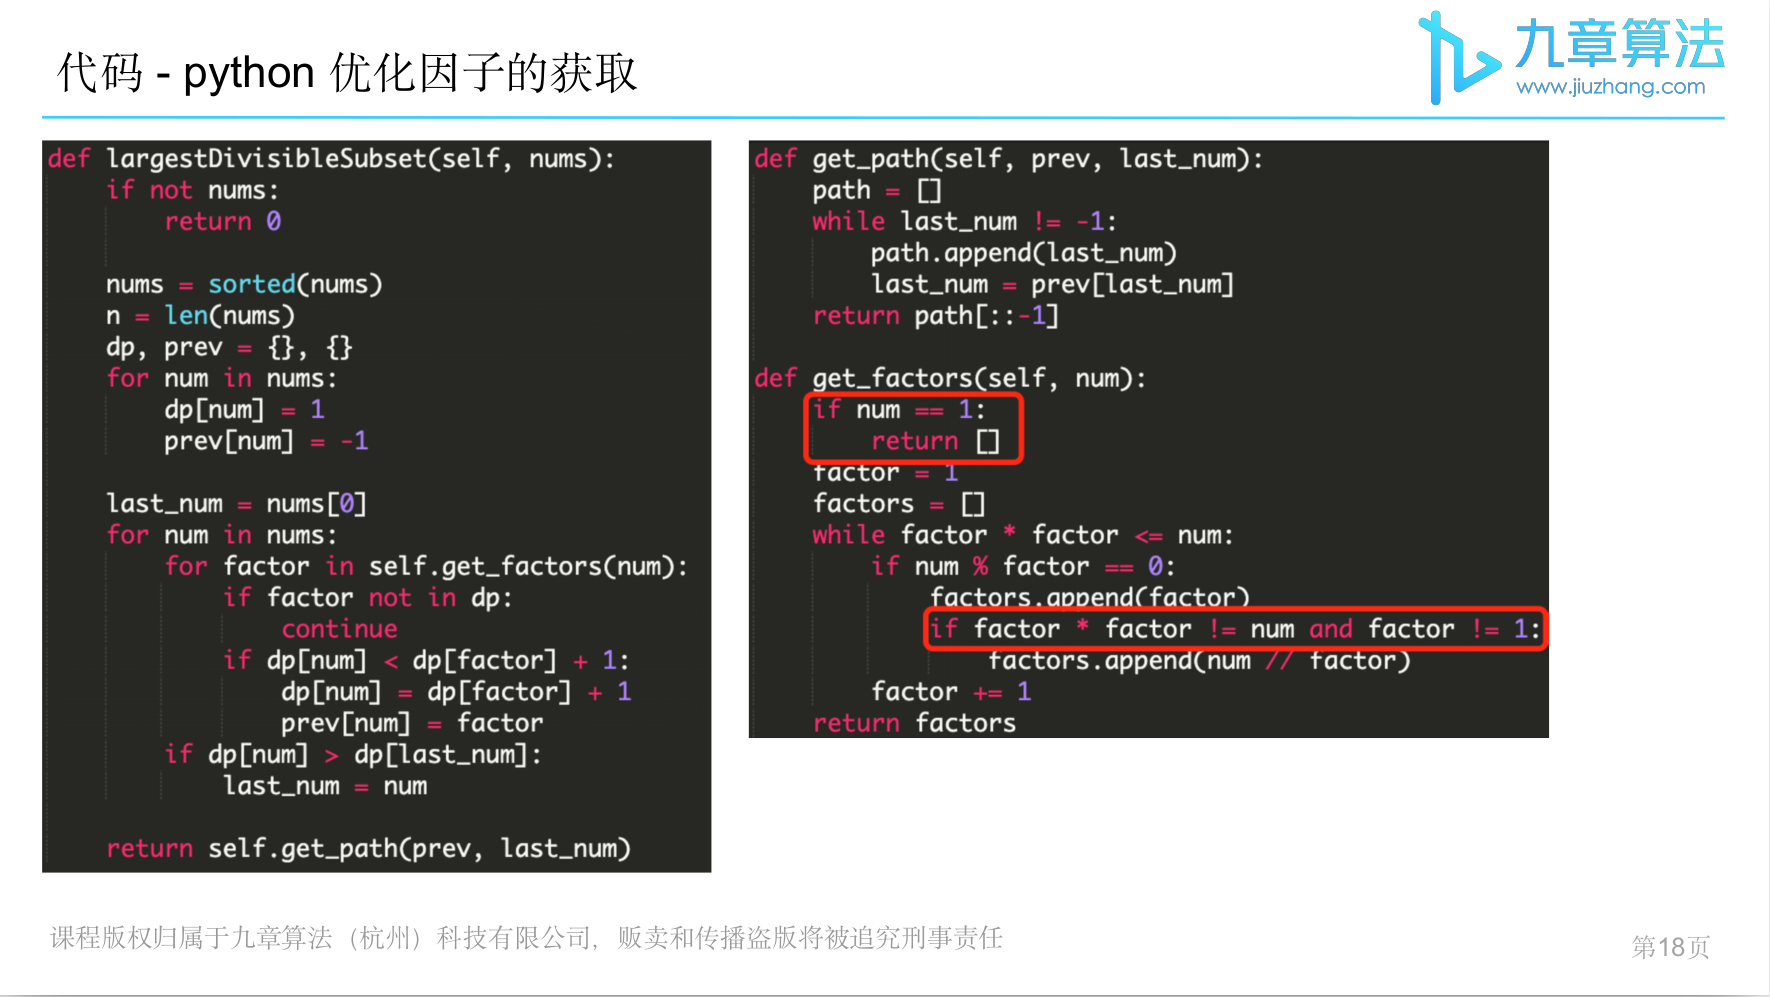 代码 - python 优化因子的获取
九章算法
www.jiuzhang.com
def largestDivisibleSubset(self, nums):
    if not nums:
        return 0

    nums = sorted(nums)
    n = len(nums)
    dp, prev = {}, {}
    for num in nums:
        dp[num] = 1
        prev[num] = -1

    last_num = nums[0]
    for num in nums:
        for factor in self.get_factors(num):
            if factor not in dp:
                continue
            if dp[num] < dp[factor] + 1:
                dp[num] = dp[factor] + 1
                prev[num] = factor
        if dp[num] > dp[last_num]:
            last_num = num

    return self.get_path(prev, last_num)
def get_path(self, prev, last_num):
    path = []
    while last_num != -1:
        path.append(last_num)
        last_num = prev[last_num]
    return path[::-1]

def get_factors(self, num):
    if num == 1:
        return []
    factor = 1
    factors = []
    while factor * factor <= num:
        if num % factor == 0:
            factors.append(factor)
            if factor * factor != num and factor != 1:
                factors.append(num // factor)
        factor += 1
    return factors
课程版权归属于九章算法（杭州）科技有限公司，贩卖和传播盗版将被追究刑事责任
第18页